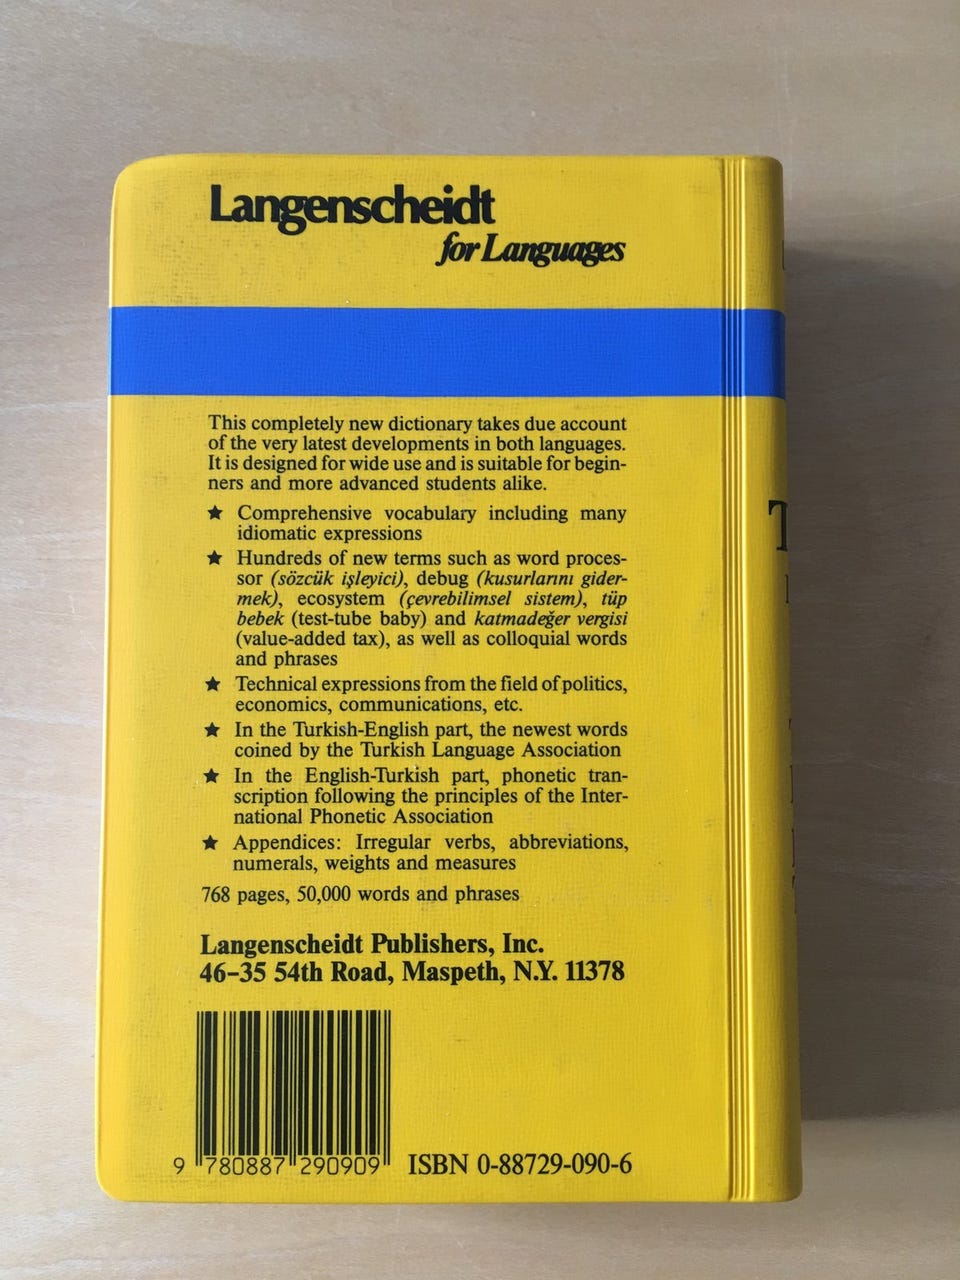 Langenscheidt
for Languages
This completely new dictionary takes due account
of the very latest developments in both languages.
It is designed for wide use and is suitable for begin-
ners and more advanced students alike.
★ Comprehensive vocabulary including many
idiomatic expressions
★ Hundreds of new terms such as word proces-
sor (sözcük işleyici), debug (kusurlarını gider-
mek), ecosystem (çevrebilimsel sistem), tüp
bebek (test-tube baby) and katmadeğer vergisi
(value-added tax), as well as colloquial words
and phrases
★ Technical expressions from the field of politics,
economics, communications, etc.
★ In the Turkish-English part, the newest words
coined by the Turkish Language Association
★ In the English-Turkish part, phonetic tran-
scription following the principles of the Inter-
national Phonetic Association
★ Appendices: Irregular verbs, abbreviations,
numerals, weights and measures
768 pages, 50,000 words and phrases
Langenscheidt Publishers, Inc.
46-35 54th Road, Maspeth, N.Y. 11378
9 780887 290909
ISBN 0-88729-090-6